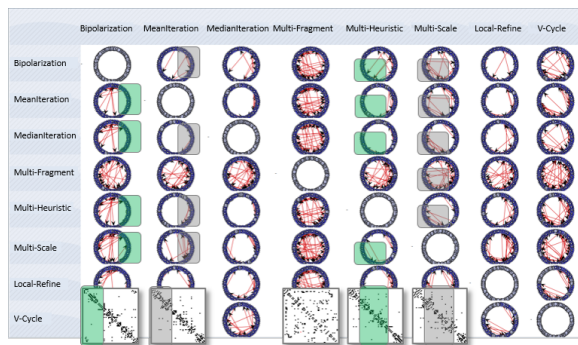 Bipolarization MeanIteration MedianIteration Multi-Fragment Multi-Heuristic Multi-Scale Local-Refine V-Cycle
Bipolarization
MeanIteration
MedianIteration
Multi-Fragment
Multi-Heuristic
Multi-Scale
Local-Refine
V-Cycle